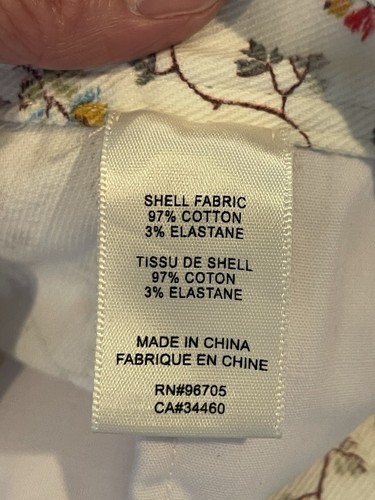 SHELL FABRIC
97% COTTON
3% ELASTANE
TISSU DE SHELL
97% COTON
3% ELASTANE
MADE IN CHINA
FABRIQUE EN CHINE
RN#96705
CA#34460